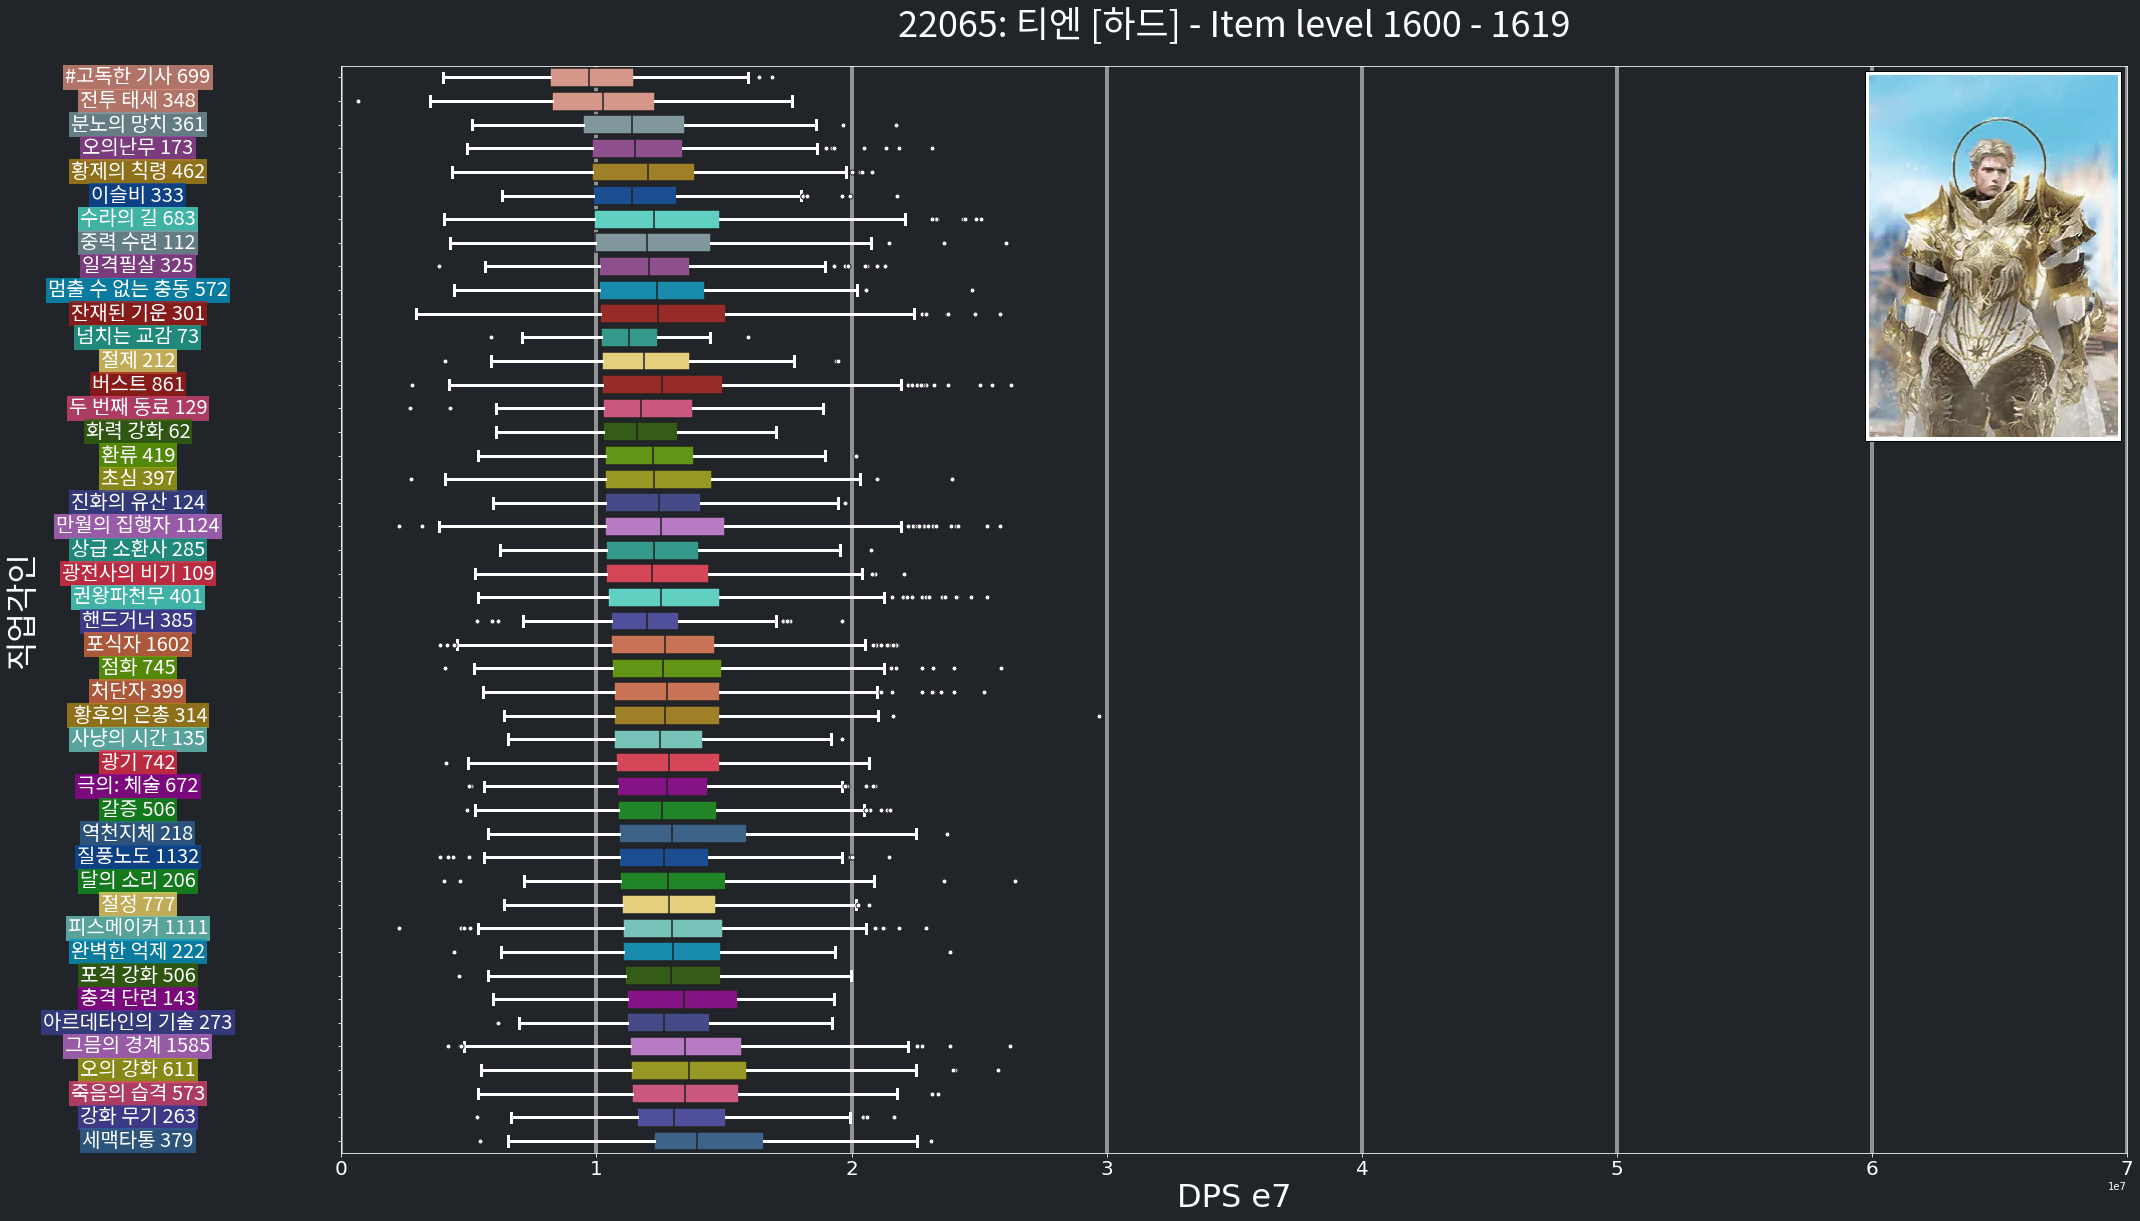 22065: 티엔 [하드] - Item level 1600 - 1619
직업각인
#고독한 기사 699
전투 태세 348
분노의 망치 361
오의난무 173
황제의 칙령 462
이슬비 333
수라의 길 683
중력 수련 112
일격필살 325
멈출 수 없는 충동 572
잔재된 기운 301
넘치는 교감 73
절제 212
버스트 861
두 번째 동료 129
화력 강화 62
환류 419
초심 397
진화의 유산 124
만월의 집행자 1124
상급 소환사 285
광전사의 비기 109
권왕파천무 401
핸드거너 385
포식자 1602
점화 745
처단자 399
황후의 은총 314
사냥의 시간 135
광기 742
극의: 체술 672
갈증 506
역천지체 218
질풍노도 1132
달의 소리 206
절정 777
피스메이커 1111
완벽한 억제 222
포격 강화 506
충격 단련 143
아르데타인의 기술 273
그믐의 경계 1585
오의 강화 611
죽음의 습격 573
강화 무기 263
세맥타통 379
0 1 2 3 4 5 6 7
1e7
DPS e7